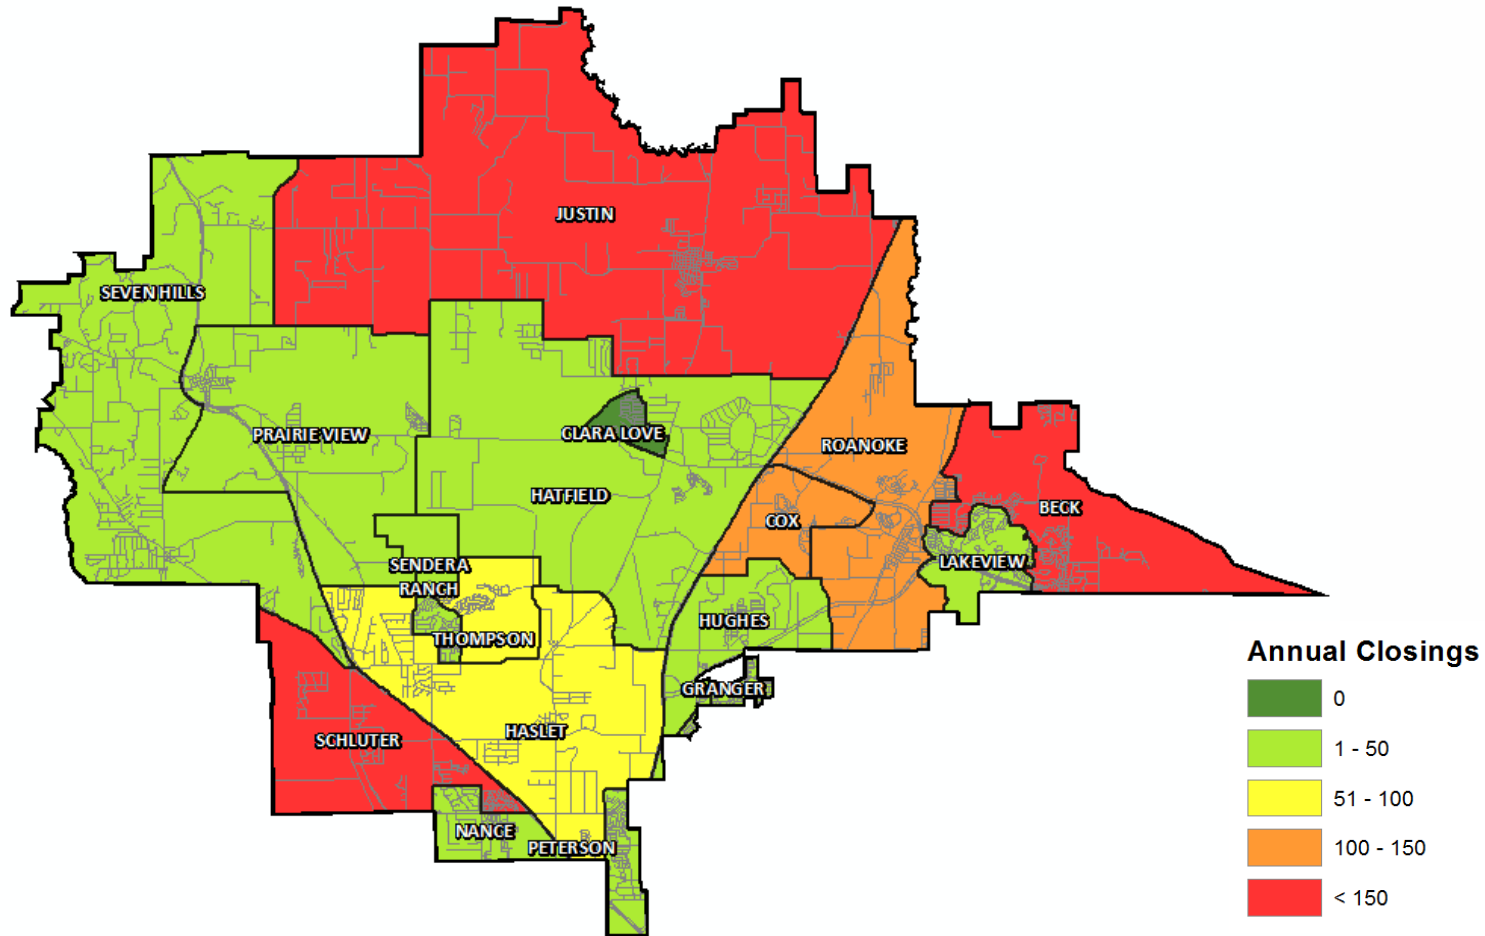 JUSTIN
SEVEN HILLS
PRAIRIE VIEW
CLARA LOVE
ROANOKE
HATFIELD
COX
BECK
SENDERA
RANCH
LAKEVIEW
THOMPSON
HUGHES
GRANGER
SCHLUTER
HASLET
NANCE
PETERSON
Annual Closings
0
1 - 50
51 - 100
100 - 150
< 150